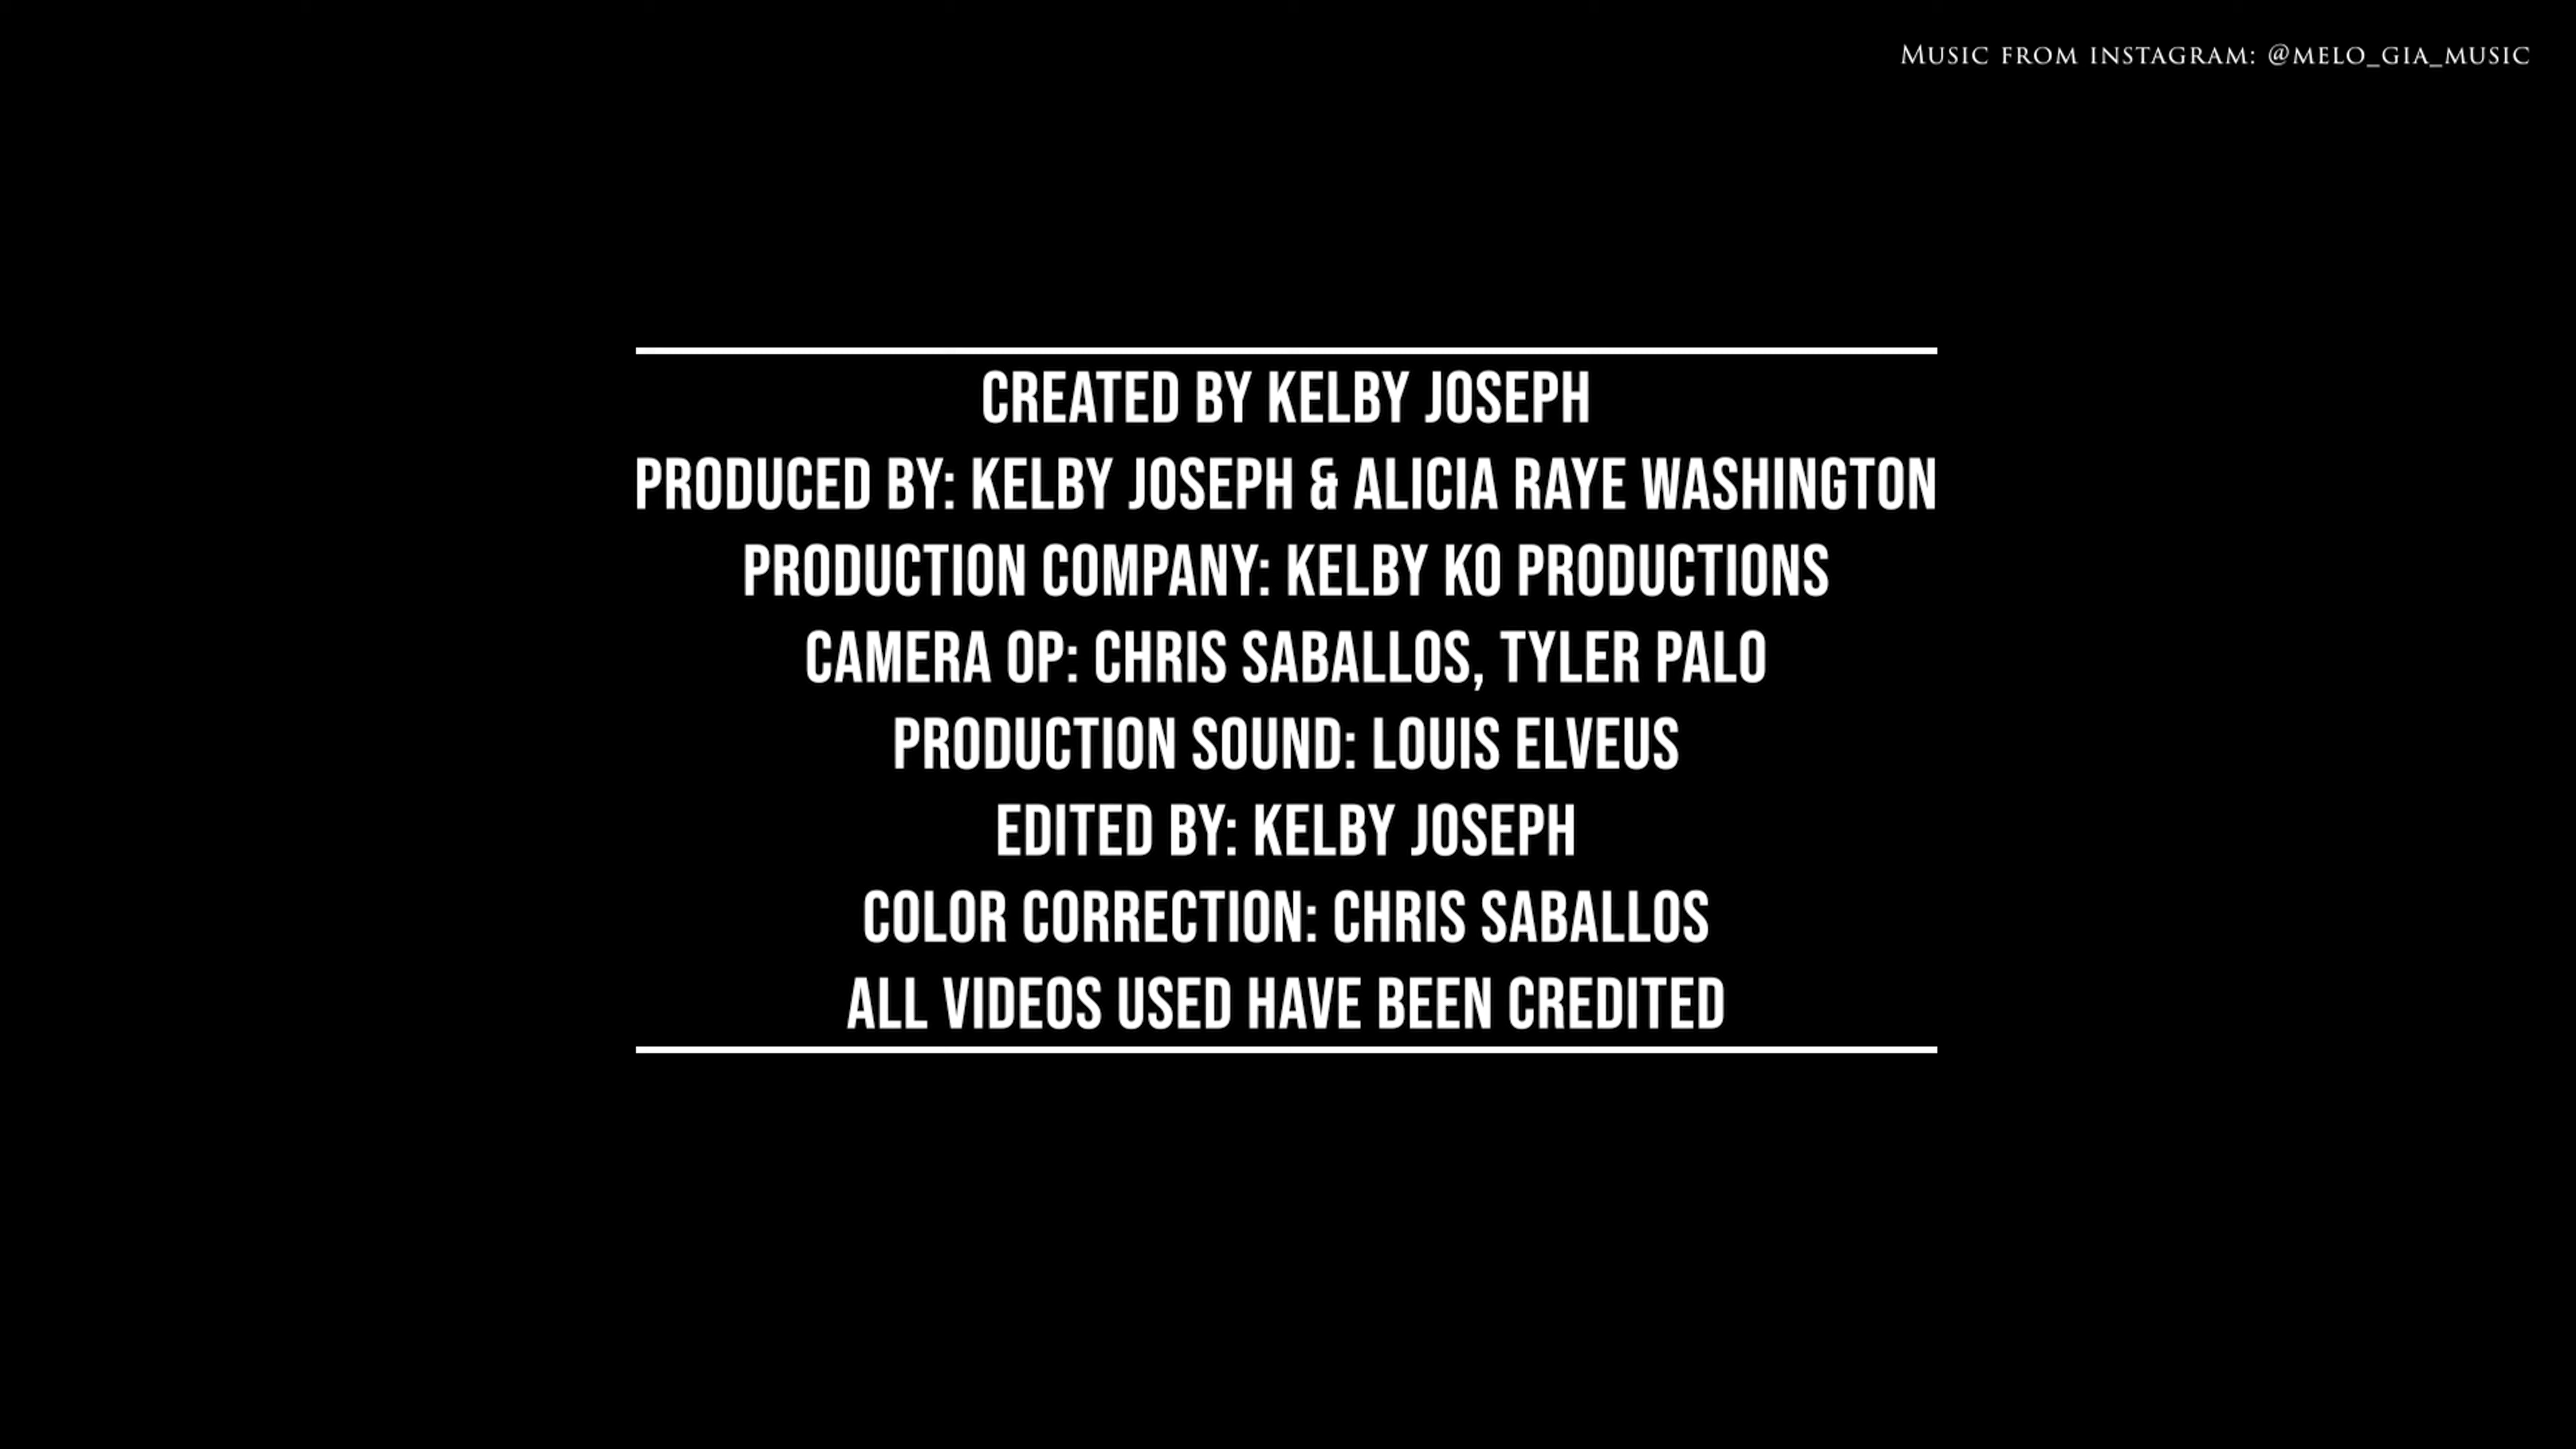 Music from instagram: @melo_gia_music
CREATED BY KELBY JOSEPH
PRODUCED BY: KELBY JOSEPH & ALICIA RAYE WASHINGTON
PRODUCTION COMPANY: KELBY KO PRODUCTIONS
CAMERA OP: CHRIS SABALLOS, TYLER PALO
PRODUCTION SOUND: LOUIS ELVEUS
EDITED BY: KELBY JOSEPH
COLOR CORRECTION: CHRIS SABALLOS
ALL VIDEOS USED HAVE BEEN CREDITED